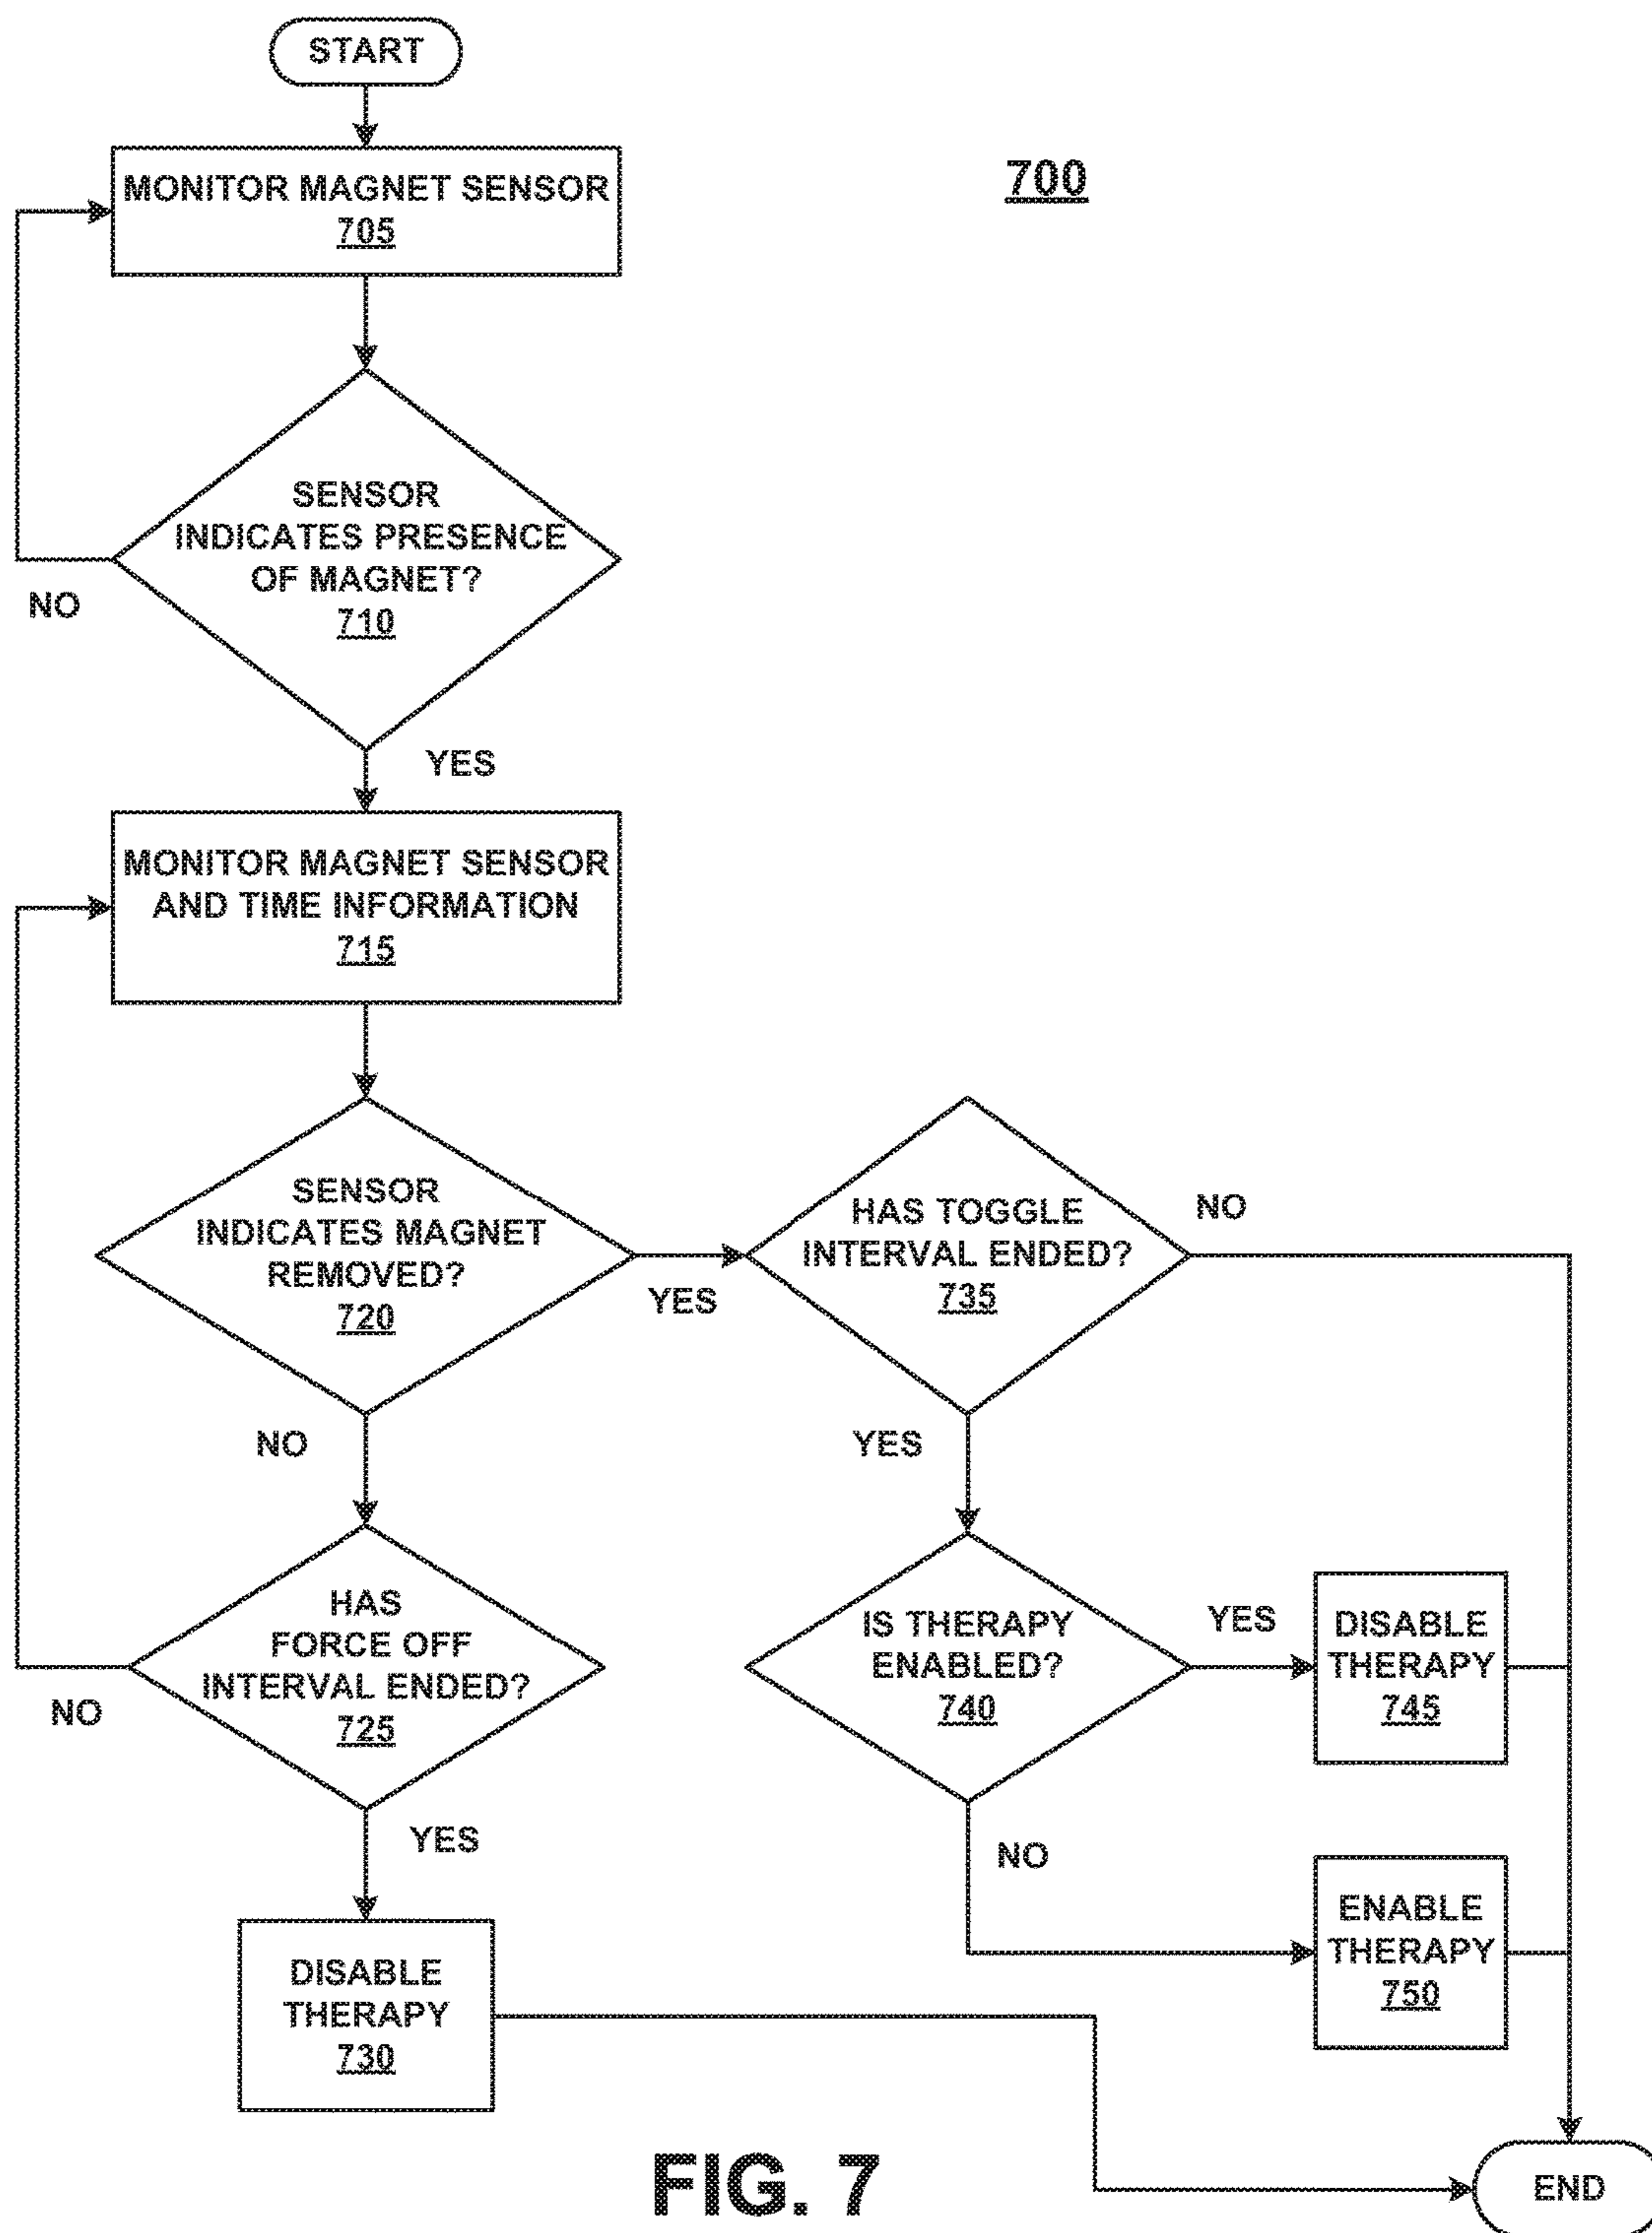 START
MONITOR MAGNET SENSOR
705
700
SENSOR
INDICATES PRESENCE
OF MAGNET?
710
NO
YES
MONITOR MAGNET SENSOR
AND TIME INFORMATION
715
SENSOR
INDICATES MAGNET
REMOVED?
720
YES
NO
HAS TOGGLE
INTERVAL ENDED?
735
NO
YES
HAS
FORCE OFF
INTERVAL ENDED?
725
NO
YES
IS THERAPY
ENABLED?
740
YES
NO
DISABLE
THERAPY
745
ENABLE
THERAPY
750
DISABLE
THERAPY
730
END
FIG. 7